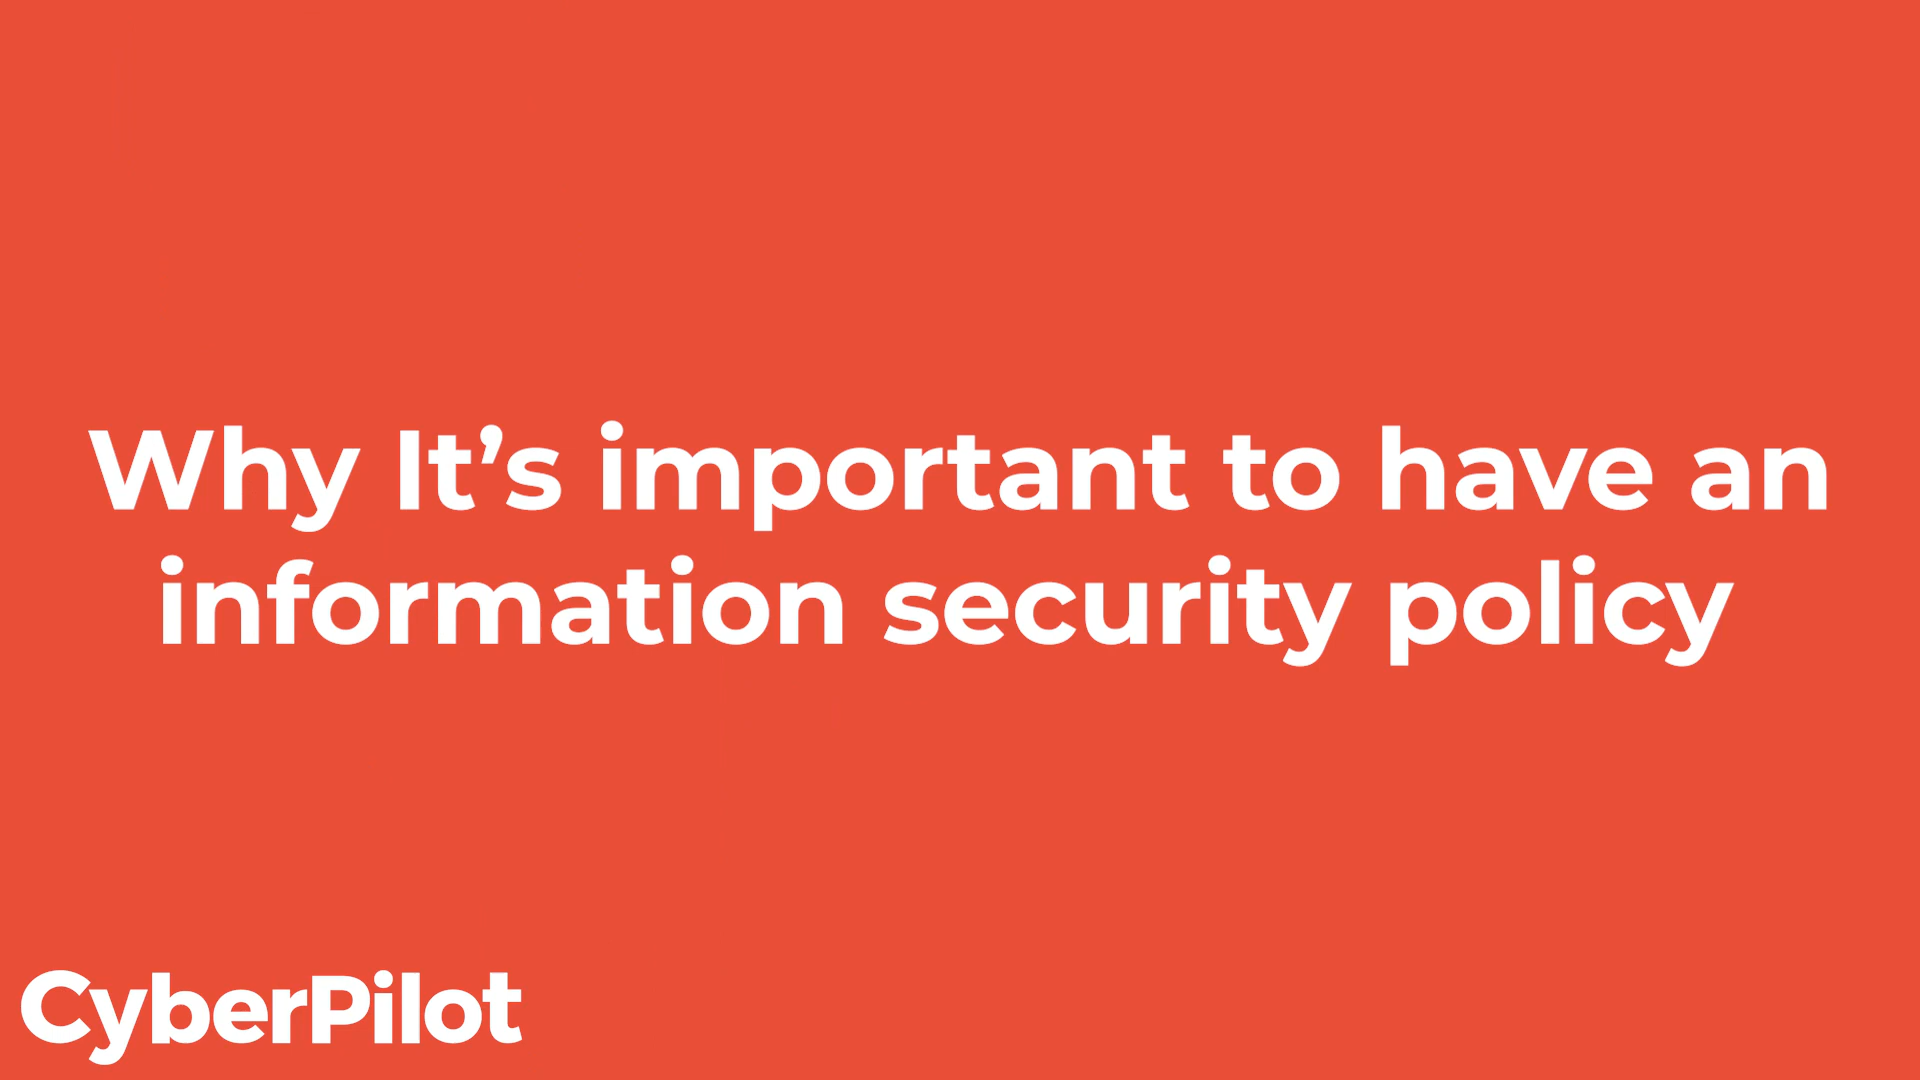 Why It’s important to have an
information security policy
CyberPilot